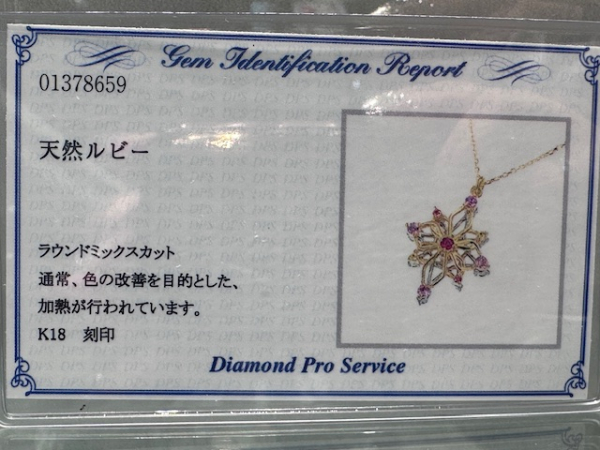 Gem Identification Report
01378659
天然ルビー
ラウンドミックスカット
通常、色の改善を目的とした、
加熱が行われています。
K18 刻印
Diamond Pro Service